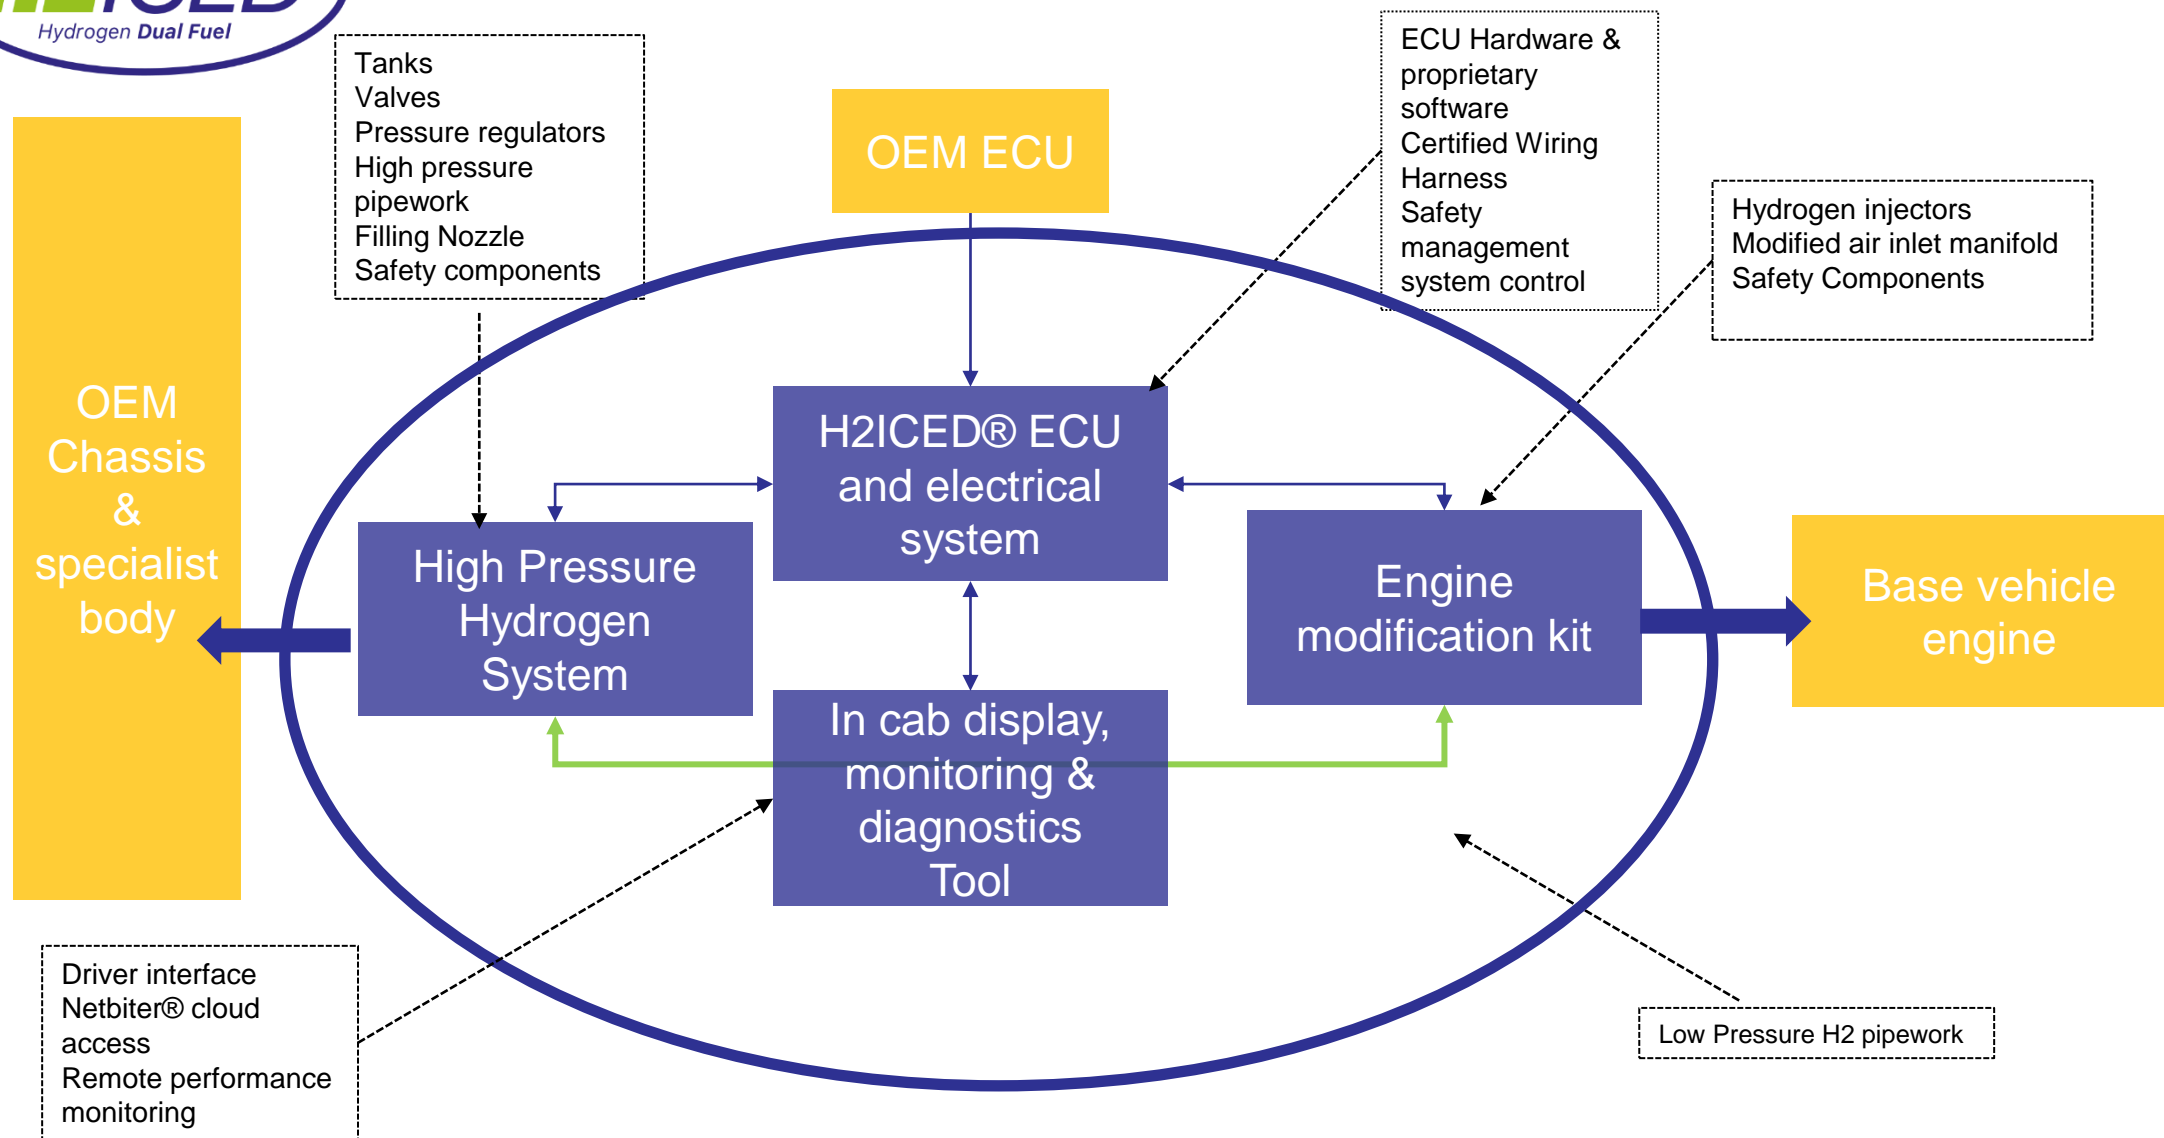 Hydrogen Dual Fuel
Tanks
Valves
Pressure regulators
High pressure
pipework
Filling Nozzle
Safety components
OEM ECU
ECU Hardware &
proprietary
software
Certified Wiring
Harness
Safety
management
system control
Hydrogen injectors
Modified air inlet manifold
Safety Components
OEM
Chassis
&
specialist
body
H2ICED® ECU
and electrical
system
High Pressure
Hydrogen
System
Engine
modification kit
Base vehicle
engine
In cab display,
monitoring &
diagnostics
Tool
Driver interface
Netbiter® cloud
access
Remote performance
monitoring
Low Pressure H2 pipework